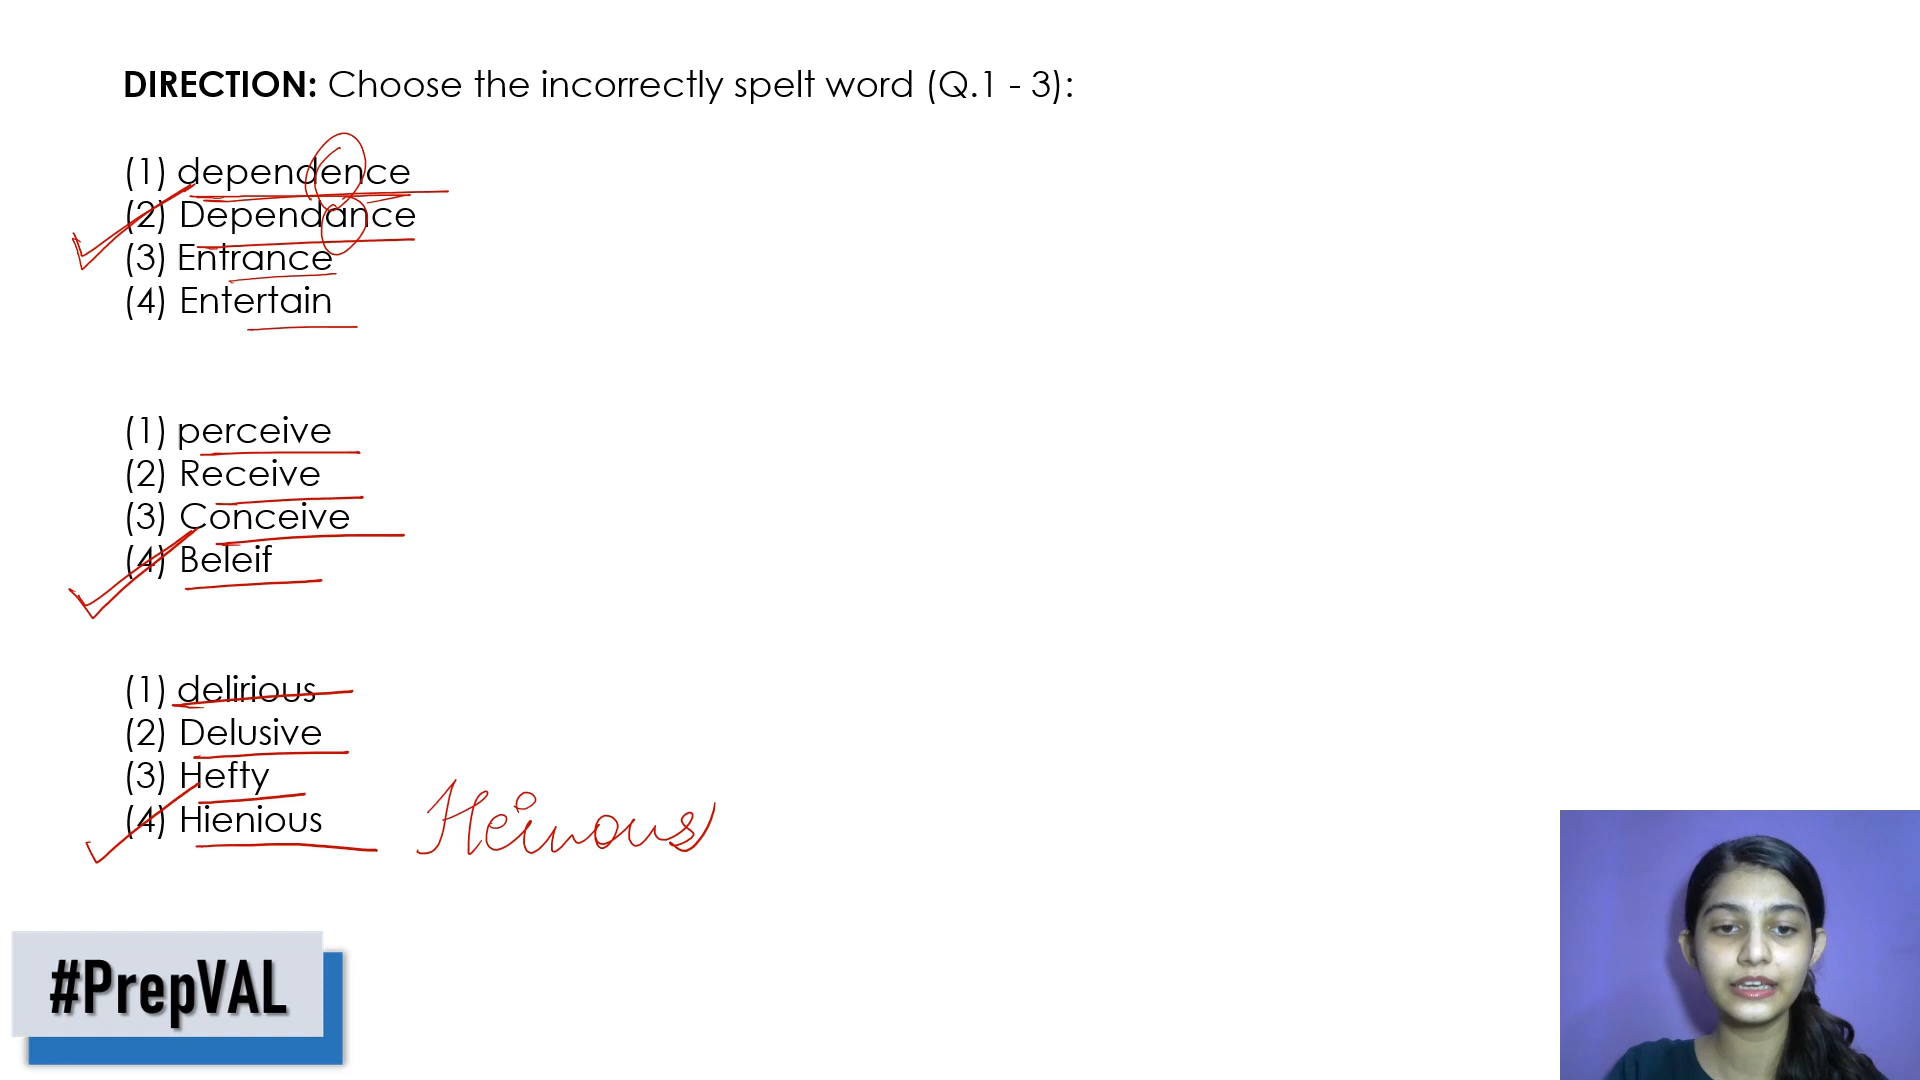 DIRECTION: Choose the incorrectly spelt word (Q.1 - 3):
(1) dependence
(2) Dependance
(3) Entrance
(4) Entertain
(1) perceive
(2) Receive
(3) Conceive
(4) Beleif
(1) delirious
(2) Delusive
(3) Hefty
(4) Hienious
Heinous
#PrepVAL